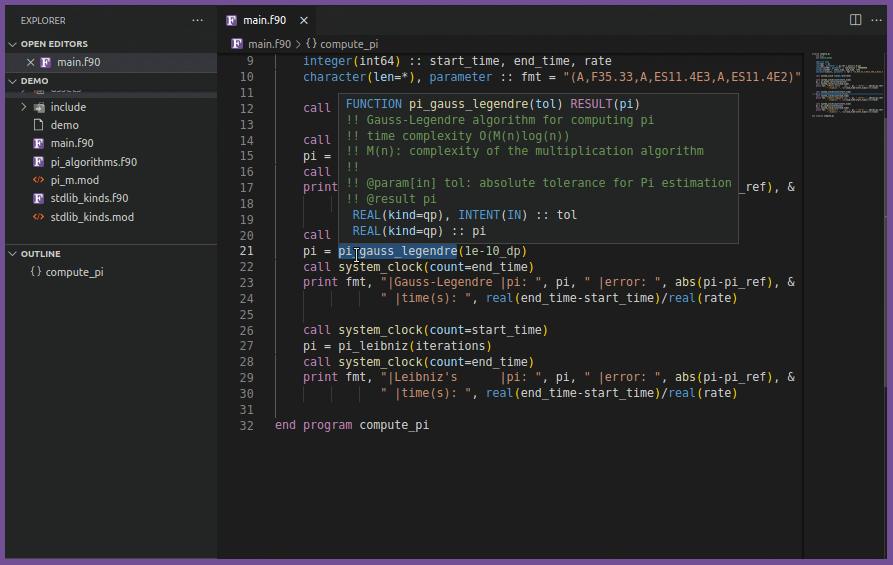 EXPLORER ...
OPEN EDITORS
main.f90
DEMO
assets
include
demo
main.f90
pi_algorithms.f90
pi_m.mod
stdlib_kinds.f90
stdlib_kinds.mod
OUTLINE
{} compute_pi
main.f90
main.f90 > {} compute_pi
9 integer(int64) :: start_time, end_time, rate
10 character(len=*), parameter :: fmt = "(A,F35.33,A,ES11.4E3,A,ES11.4E2)"
11
12 call
13
14 call
15 pi =
16 call
17 print _ref), &
18
19
20 call
FUNCTION pi_gauss_legendre(tol) RESULT(pi)
!! Gauss-Legendre algorithm for computing pi
!! time complexity O(M(n)log(n))
!! M(n): complexity of the multiplication algorithm
!!
!! @param[in] tol: absolute tolerance for Pi estimation
!! @result pi
REAL(kind=qp), INTENT(IN) :: tol
REAL(kind=qp) :: pi
21 pi = pi_gauss_legendre(1e-10_dp)
22 call system_clock(count=end_time)
23 print fmt, "|Gauss-Legendre |pi: ", pi, " |error: ", abs(pi-pi_ref), &
24 " |time(s): ", real(end_time-start_time)/real(rate)
25
26 call system_clock(count=start_time)
27 pi = pi_leibniz(iterations)
28 call system_clock(count=end_time)
29 print fmt, "|Leibniz's |pi: ", pi, " |error: ", abs(pi-pi_ref), &
30 " |time(s): ", real(end_time-start_time)/real(rate)
31
32 end program compute_pi